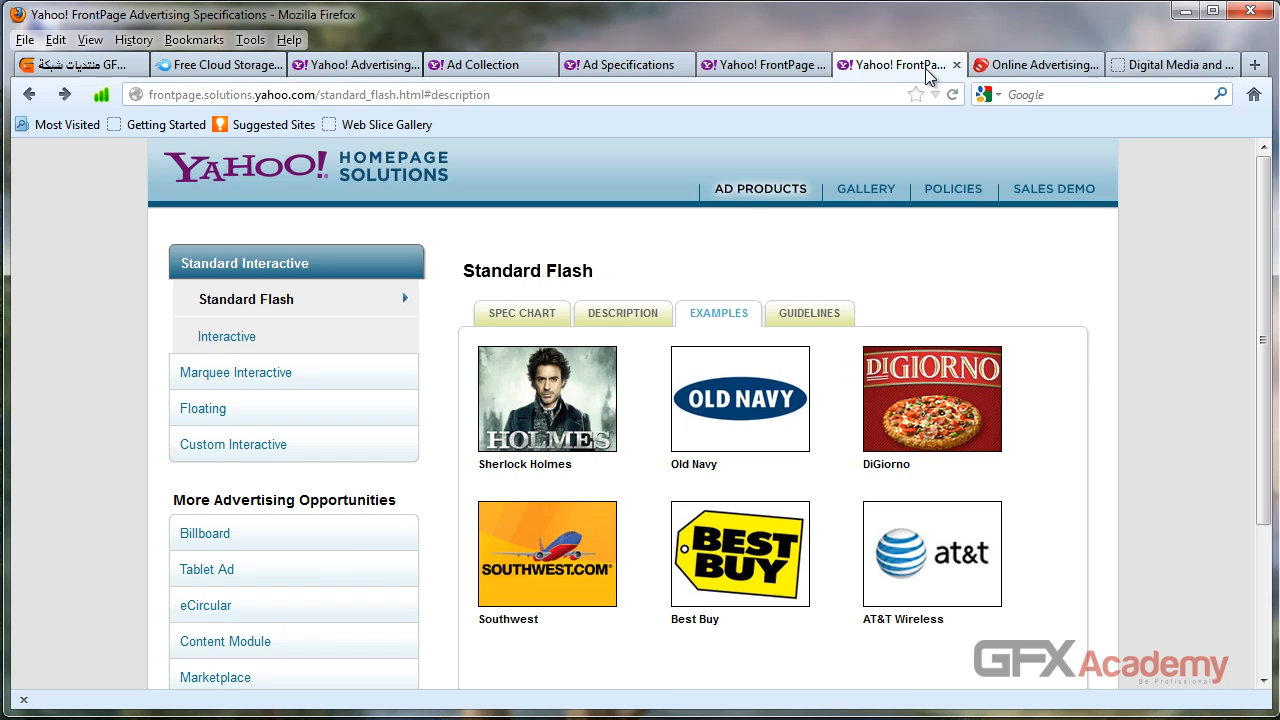 Yahoo! FrontPage Advertising Specifications - Mozilla Firefox
File Edit View History Bookmarks Tools Help
منتديات شبكة GF...
Free Cloud Storage...
Yahoo! Advertising...
Ad Collection
Ad Specifications
Yahoo! FrontPage ...
Yahoo! FrontPa...
Online Advertising...
Digital Media and ...
frontpage.solutions.yahoo.com/standard_flash.html#description
Google
Most Visited
Getting Started
Suggested Sites
Web Slice Gallery
YAHOO!
HOMEPAGE
SOLUTIONS
AD PRODUCTS
GALLERY
POLICIES
SALES DEMO
Standard Interactive
Standard Flash
Interactive
Marquee Interactive
Floating
Custom Interactive
More Advertising Opportunities
Billboard
Tablet Ad
eCircular
Content Module
Marketplace
Standard Flash
SPEC CHART
DESCRIPTION
EXAMPLES
GUIDELINES
HOLMES
Sherlock Holmes
OLD NAVY
Old Navy
DIGIORNO
DiGiorno
SOUTHWEST.COM®
Southwest
BEST
BUY
Best Buy
at&t
AT&T Wireless
GFXAcademy
Be Professional